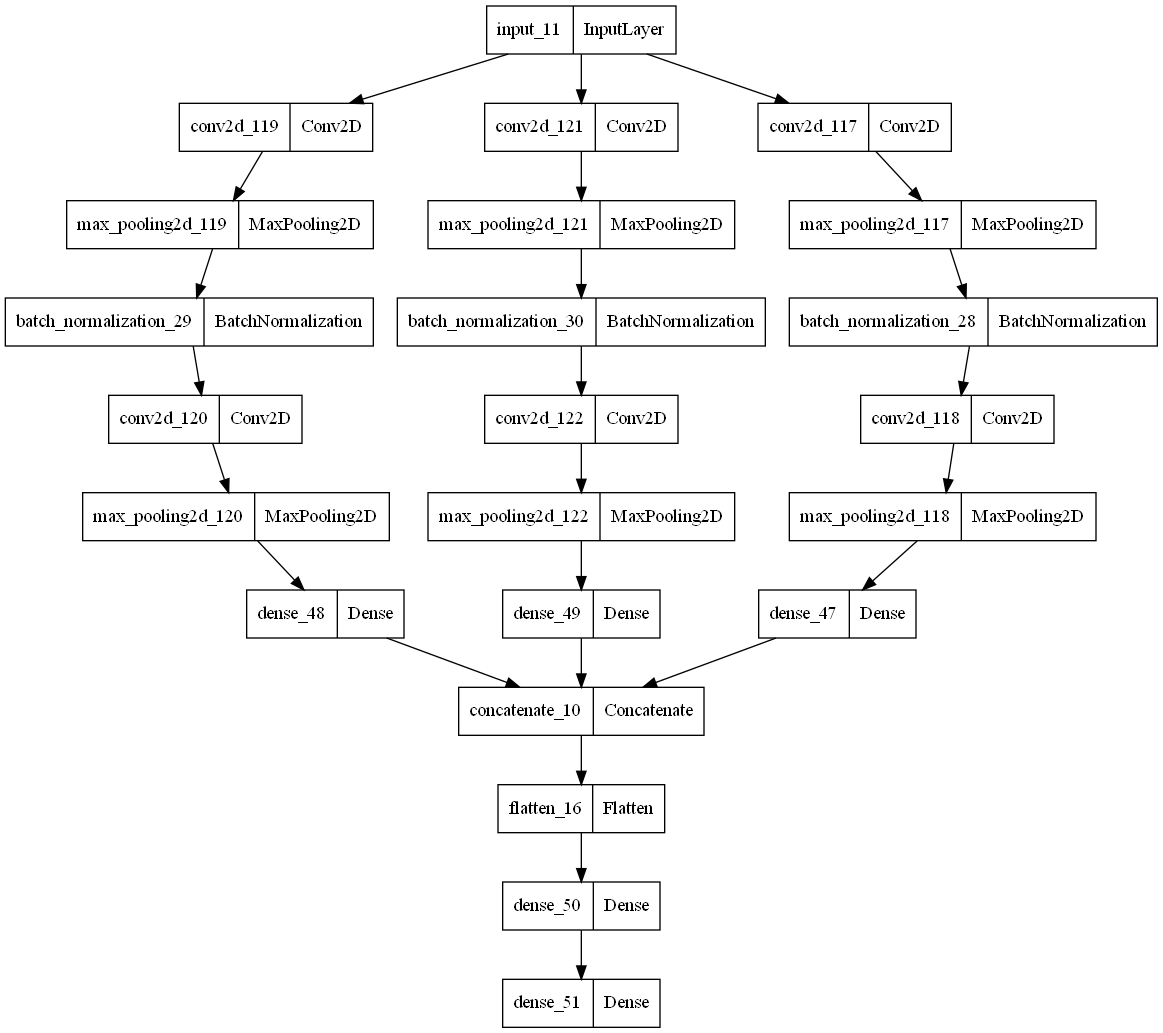 input_11 InputLayer
conv2d_119 Conv2D conv2d_121 Conv2D conv2d_117 Conv2D
max_pooling2d_119 MaxPooling2D max_pooling2d_121 MaxPooling2D max_pooling2d_117 MaxPooling2D
batch_normalization_29 BatchNormalization batch_normalization_30 BatchNormalization batch_normalization_28 BatchNormalization
conv2d_120 Conv2D conv2d_122 Conv2D conv2d_118 Conv2D
max_pooling2d_120 MaxPooling2D max_pooling2d_122 MaxPooling2D max_pooling2d_118 MaxPooling2D
dense_48 Dense dense_49 Dense dense_47 Dense
concatenate_10 Concatenate
flatten_16 Flatten
dense_50 Dense
dense_51 Dense